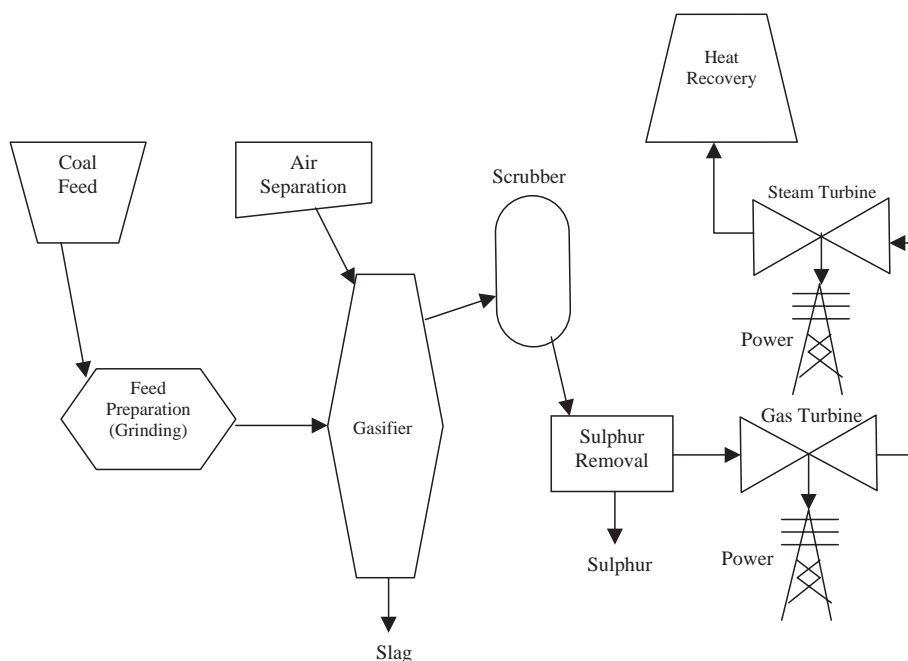 Heat
Recovery
Coal
Feed
Air
Separation
Scrubber
Steam Turbine
Power
Feed
Preparation
(Grinding)
Gasifier
Sulphur
Removal
Gas Turbine
Sulphur
Power
Slag